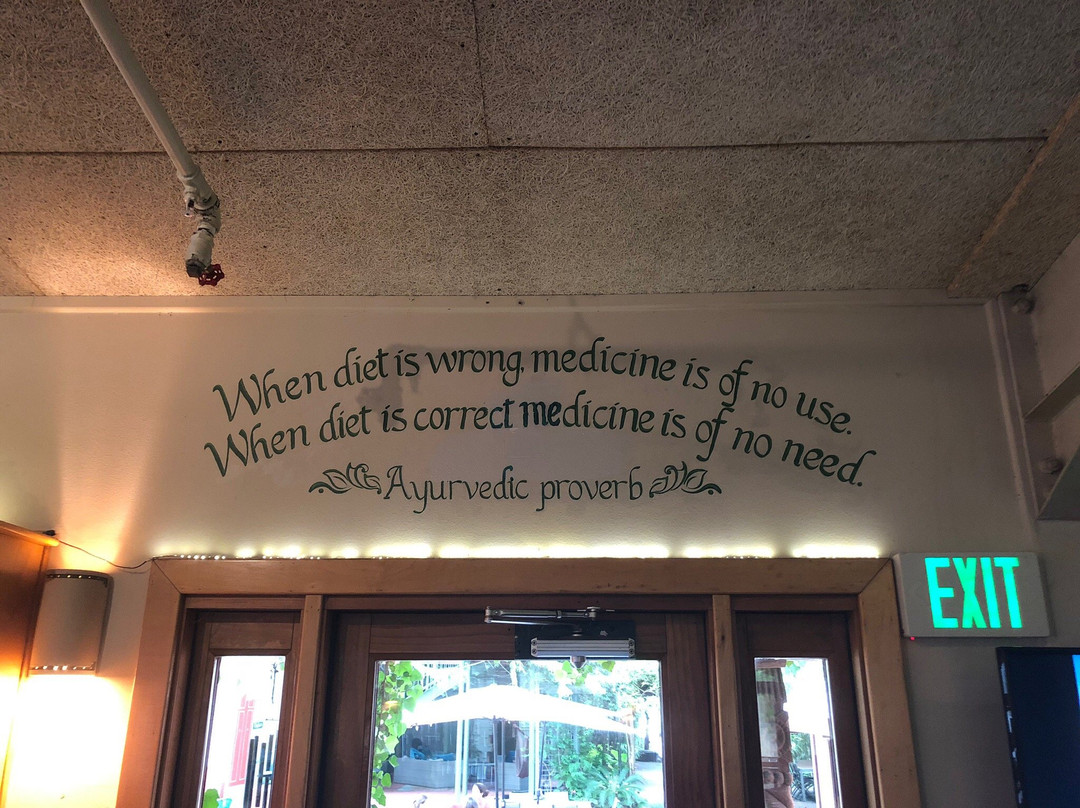 When diet is wrong, medicine is of no use.
When diet is correct medicine is of no need.
Ayurvedic proverb
EXIT